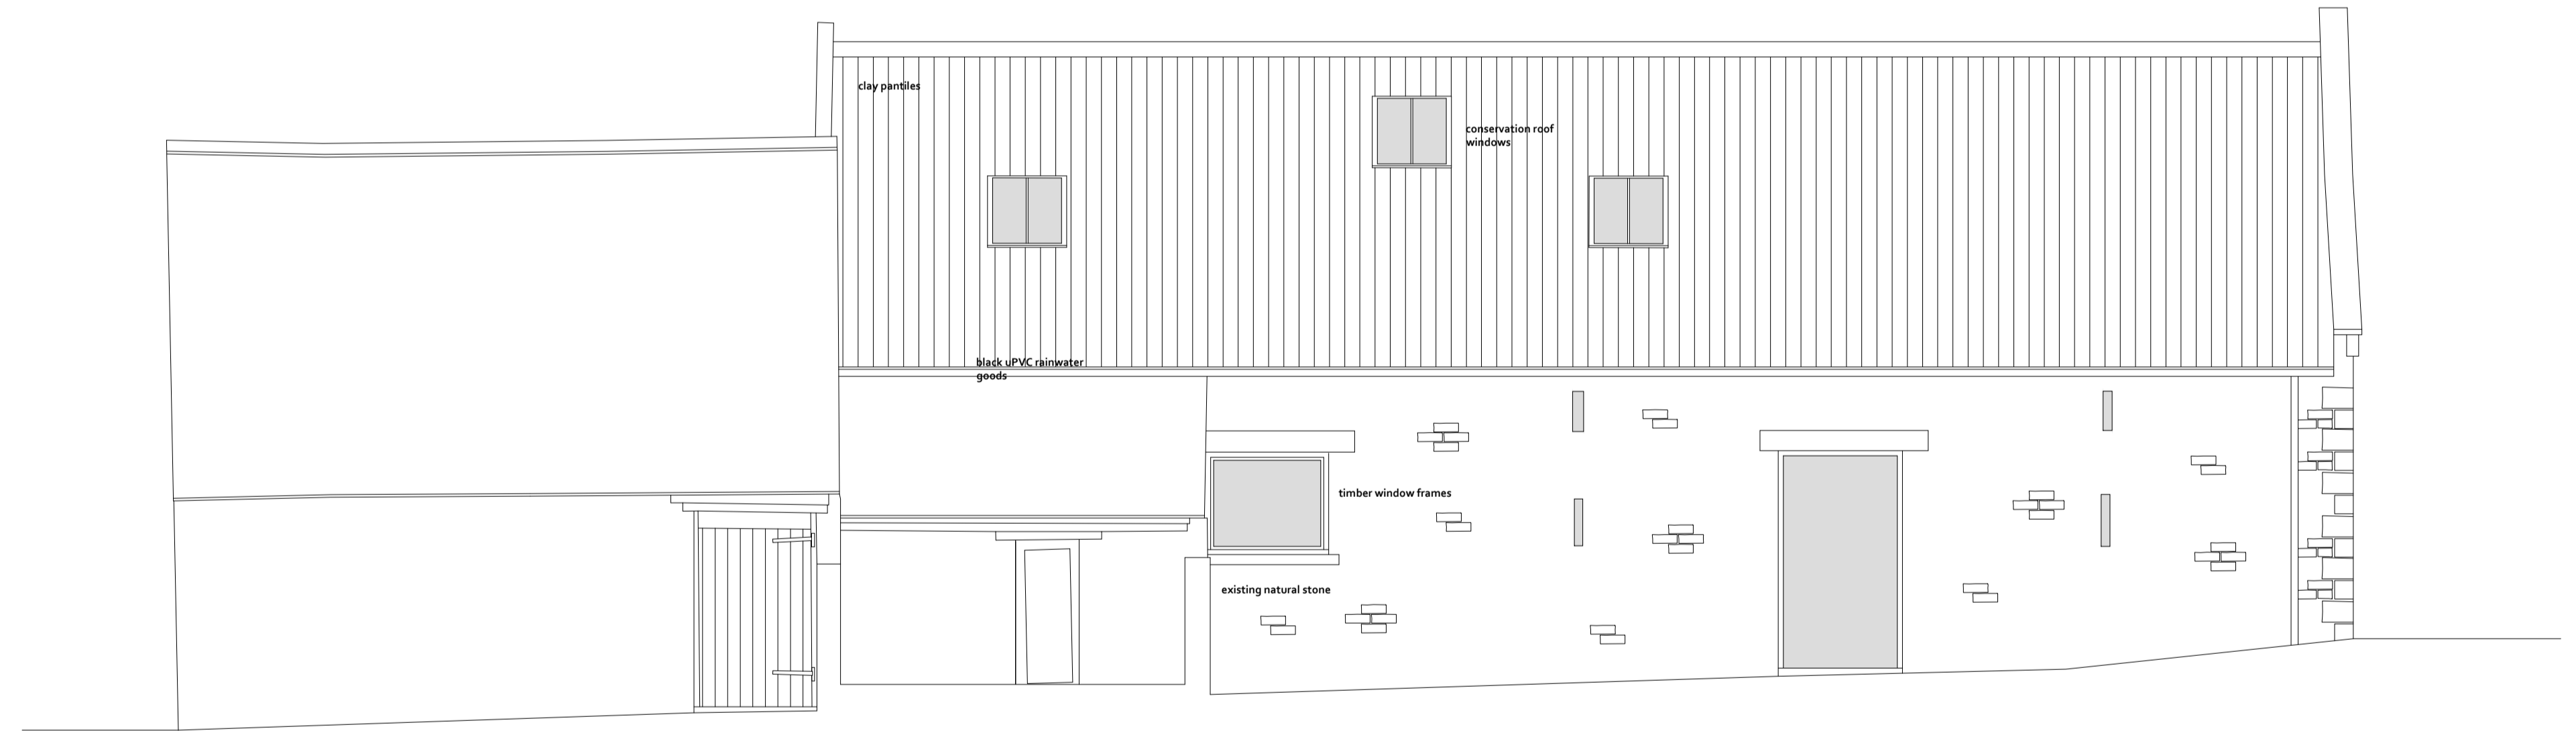 clay pantiles
conservation roof
windows
black uPVC rainwater
goods
timber window frames
existing natural stone